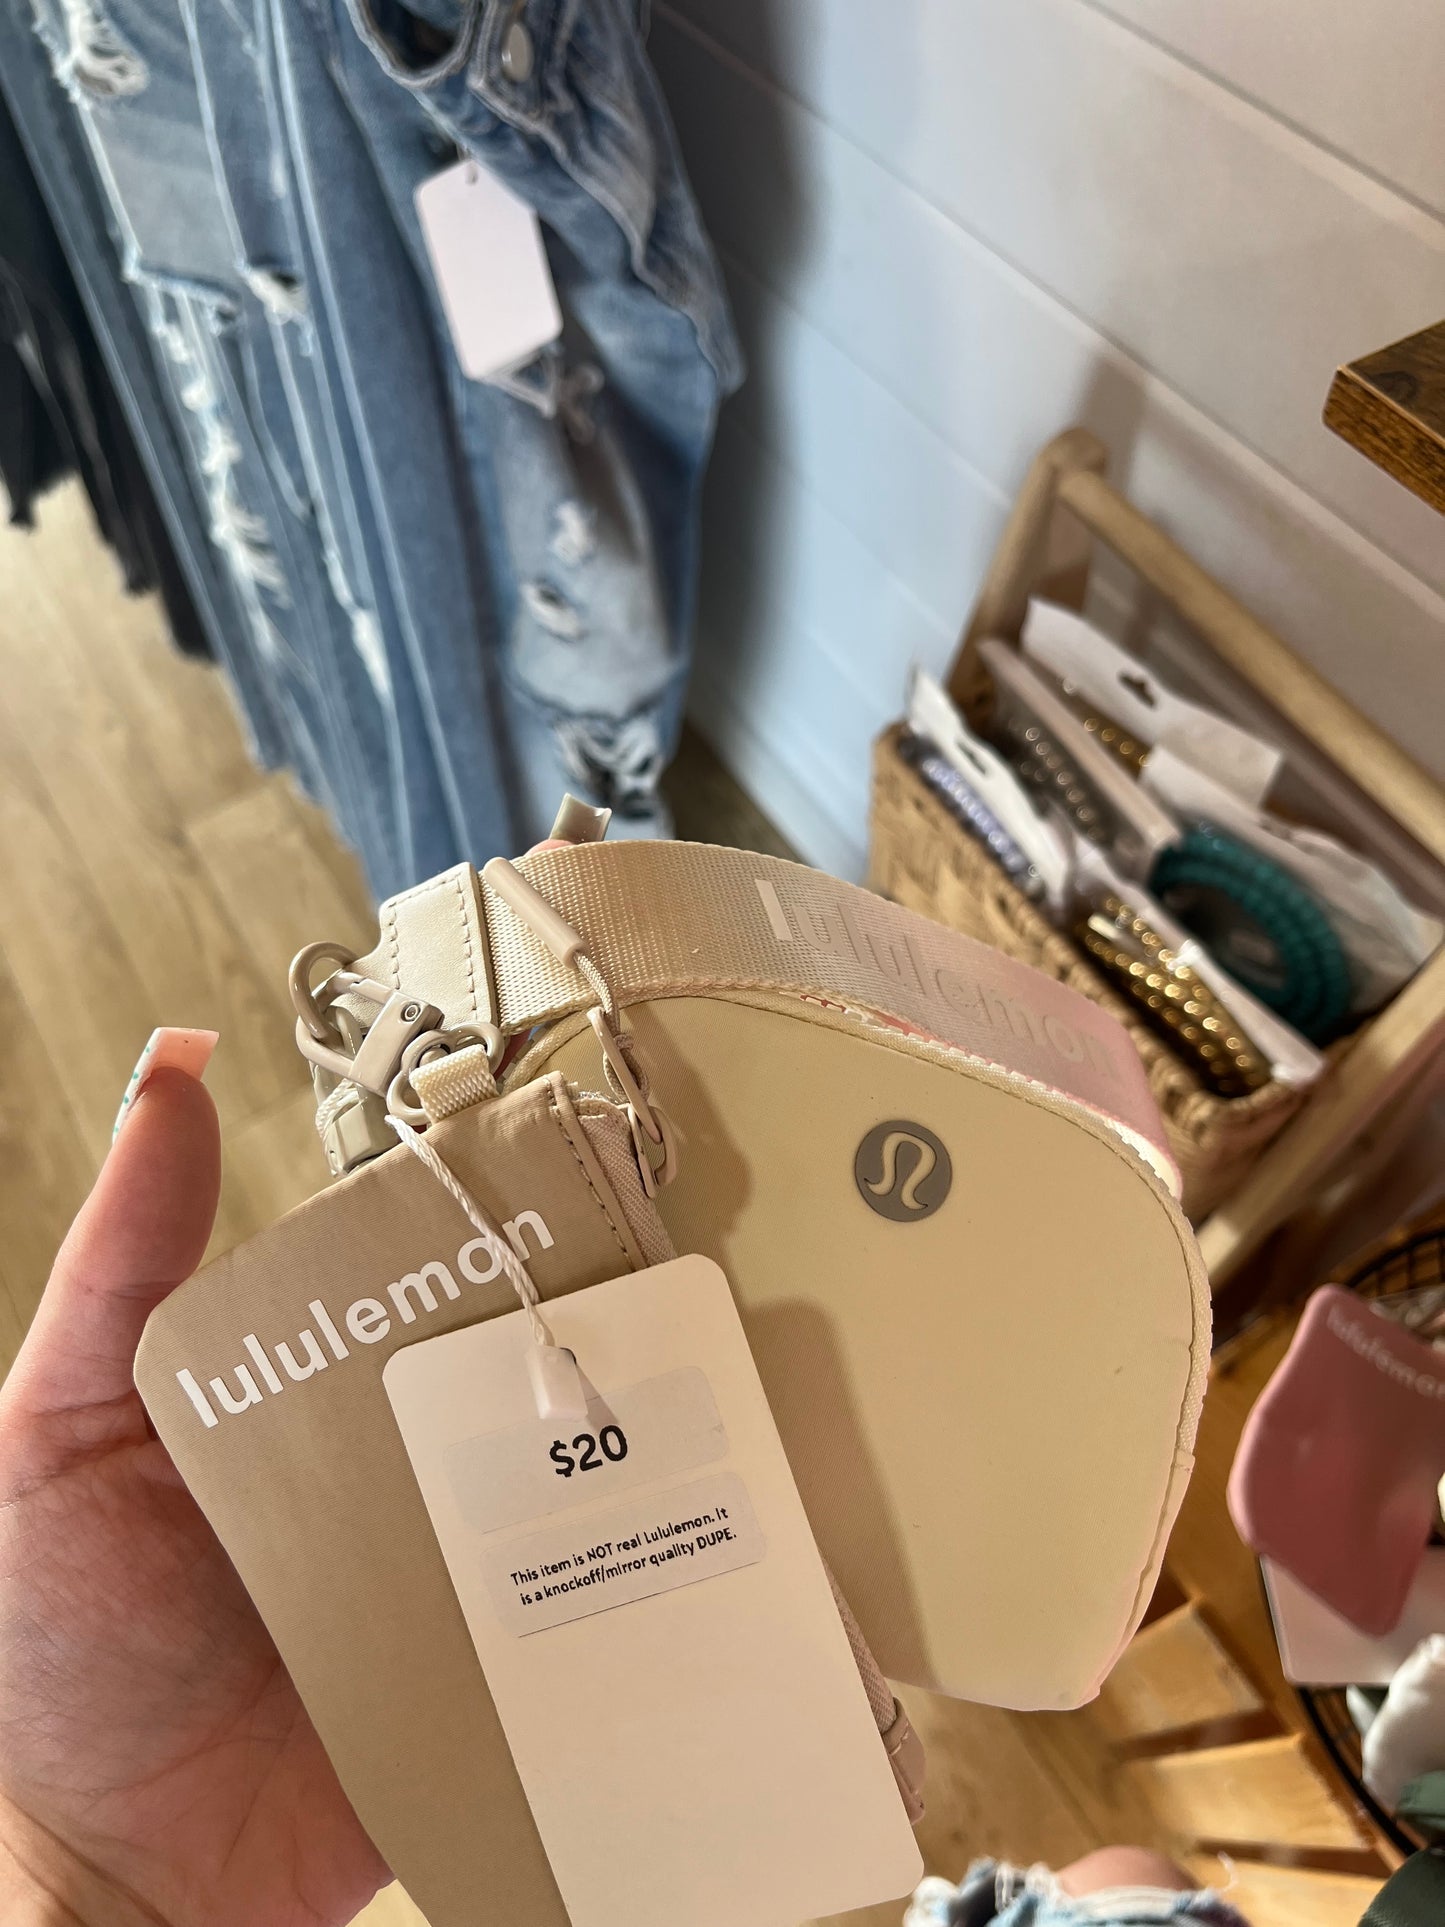 lululemon
lululemon
$20
This item is NOT real Lululemon. It
is a knockoff/mirror quality DUPE.
lululemon